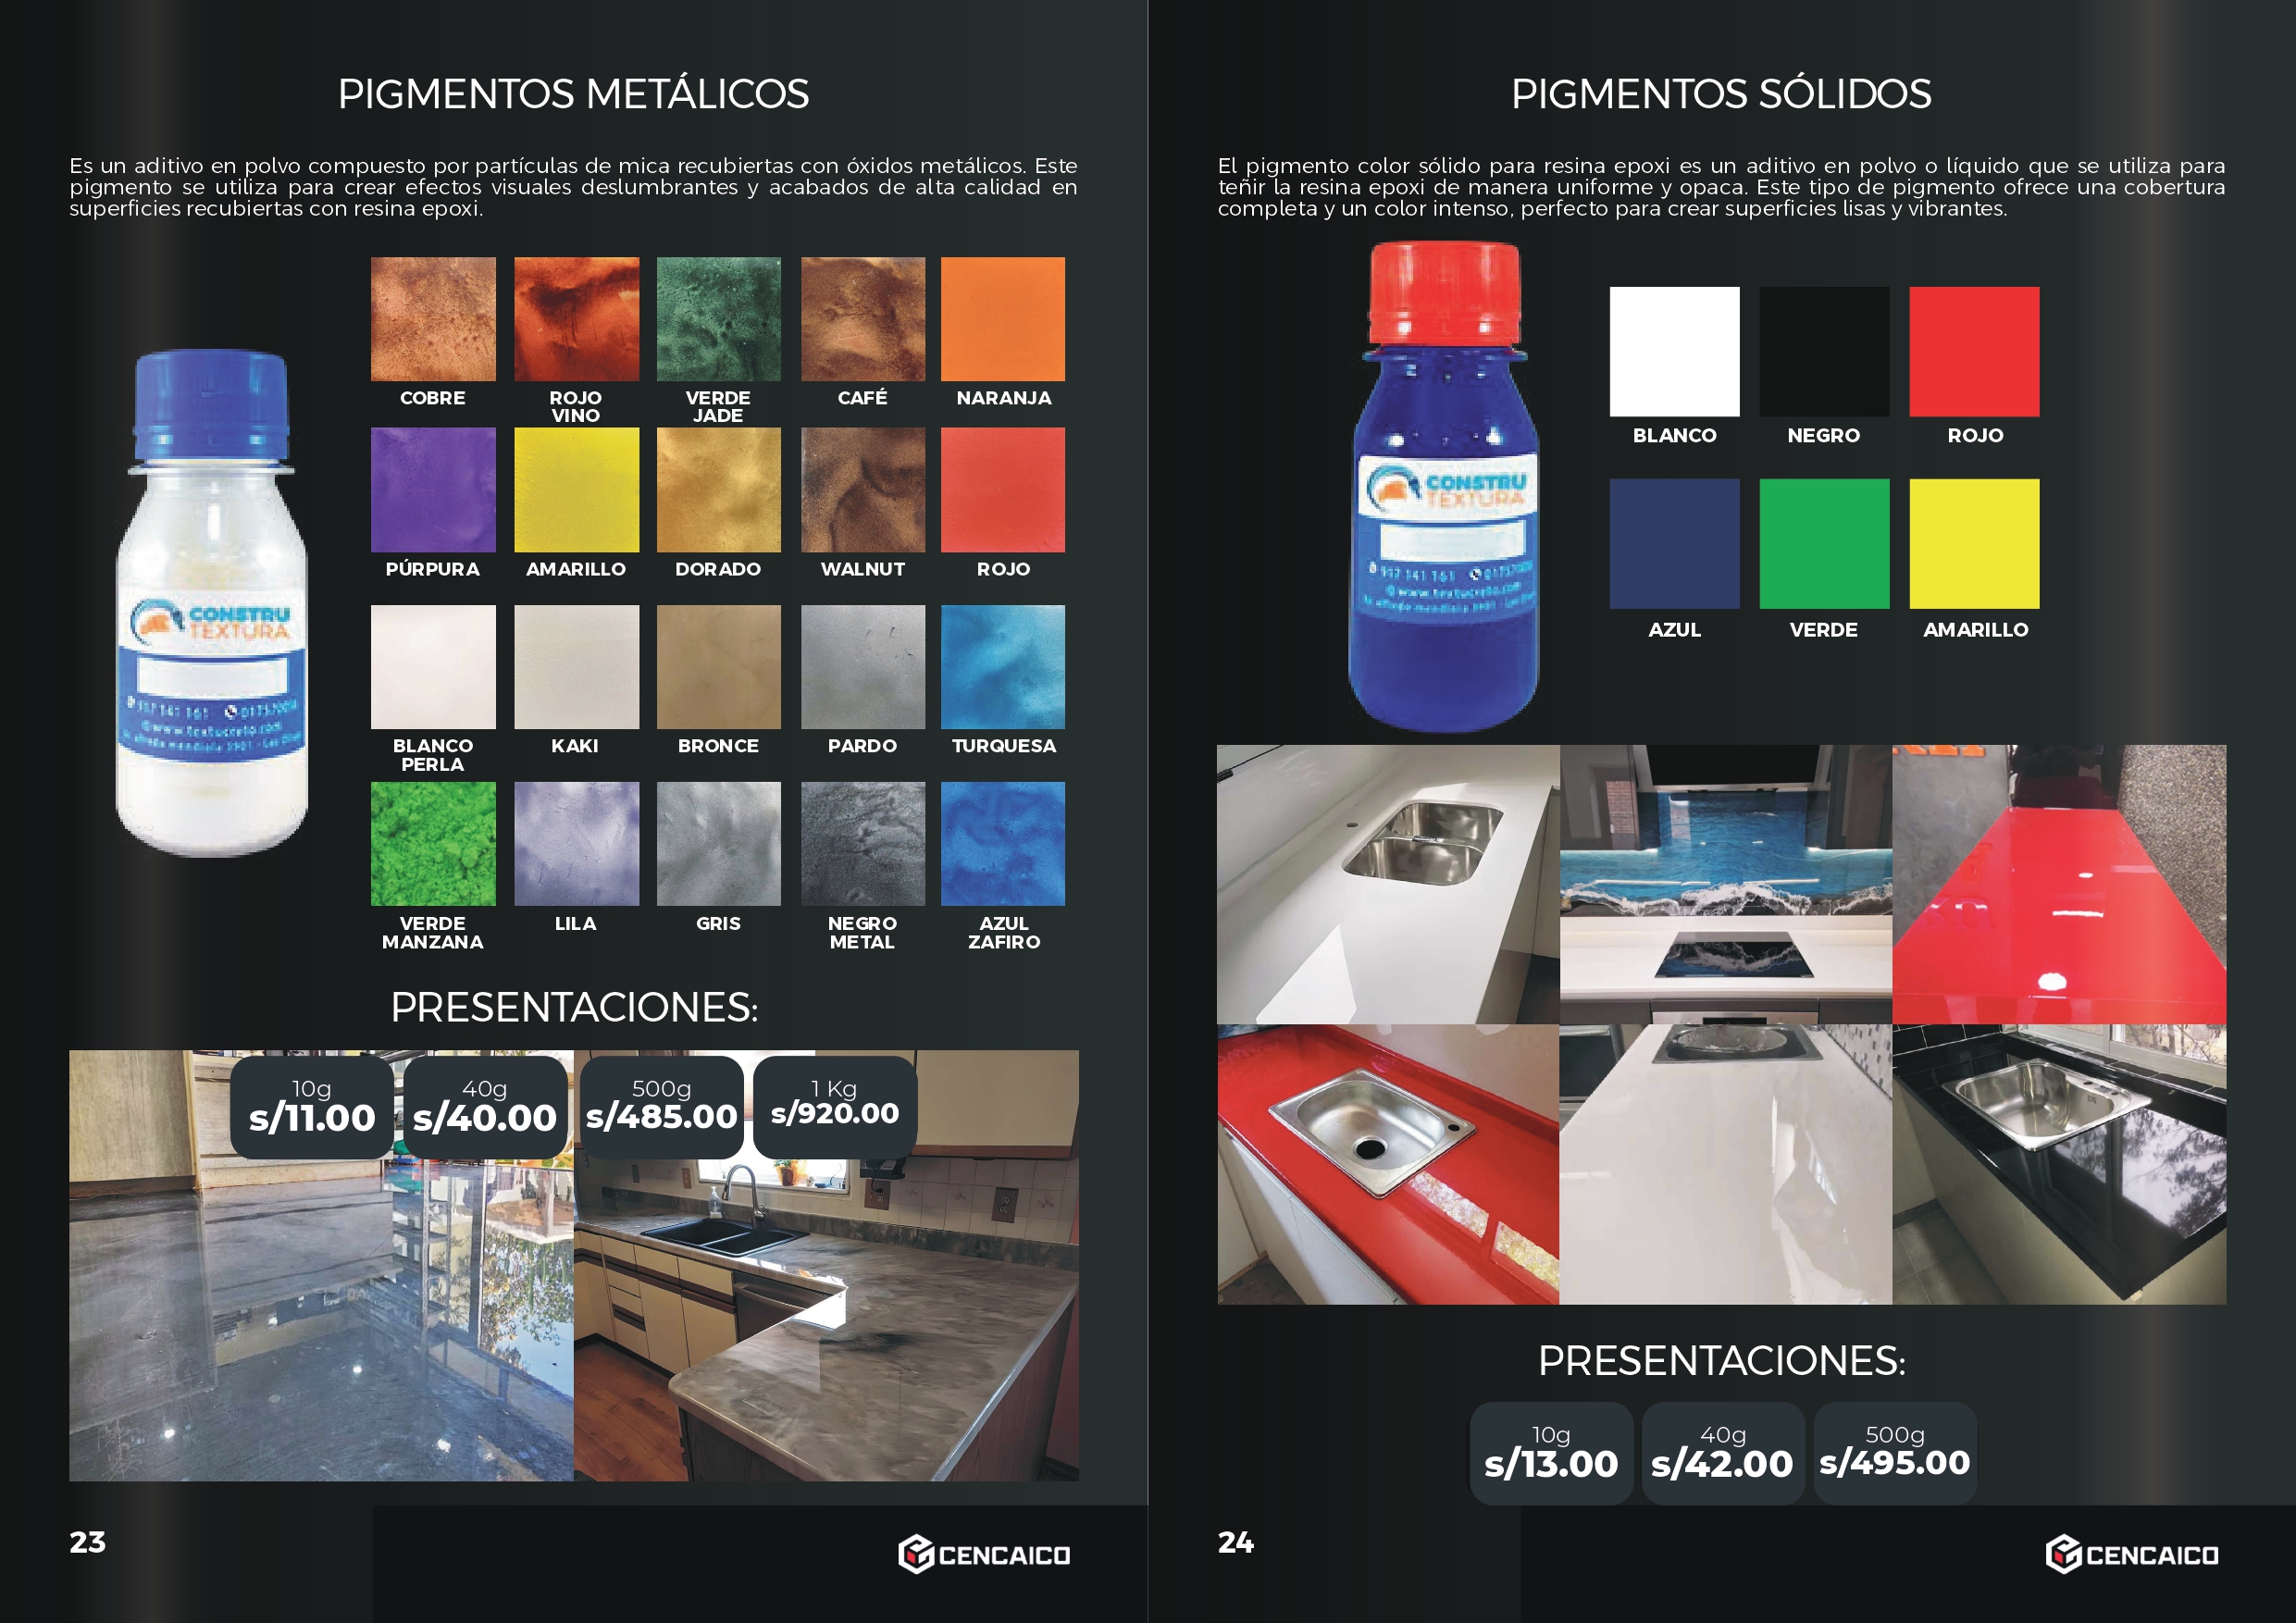 PIGMENTOS METÁLICOS
Es un aditivo en polvo compuesto por partículas de mica recubiertas con óxidos metálicos. Este
pigmento se utiliza para crear efectos visuales deslumbrantes y acabados de alta calidad en
superficies recubiertas con resina epoxi.
COBRE
ROJO
VINO
VERDE
JADE
CAFÉ
NARANJA
PÚRPURA
AMARILLO
DORADO
WALNUT
ROJO
BLANCO
PERLA
KAKI
BRONCE
PARDO
TURQUESA
VERDE
MANZANA
LILA
GRIS
NEGRO
METAL
AZUL
ZAFIRO
CONSTRU
TEXTURA
PRESENTACIONES:
10g
s/11.00
40g
s/40.00
500g
s/485.00
1 Kg
s/920.00
23
CENCAICO
PIGMENTOS SÓLIDOS
El pigmento color sólido para resina epoxi es un aditivo en polvo o líquido que se utiliza para
teñir la resina epoxi de manera uniforme y opaca. Este tipo de pigmento ofrece una cobertura
completa y un color intenso, perfecto para crear superficies lisas y vibrantes.
CONSTRU
TEXTURA
BLANCO
NEGRO
ROJO
AZUL
VERDE
AMARILLO
PRESENTACIONES:
10g
s/13.00
40g
s/42.00
500g
s/495.00
24
CENCAICO